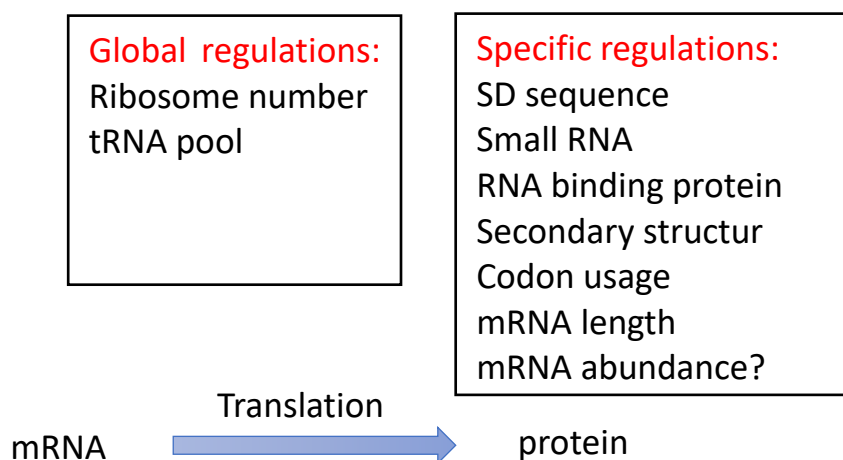 Global regulations:
Ribosome number
tRNA pool
Specific regulations:
SD sequence
Small RNA
RNA binding protein
Secondary structur
Codon usage
mRNA length
mRNA abundance?
Translation
mRNA
protein